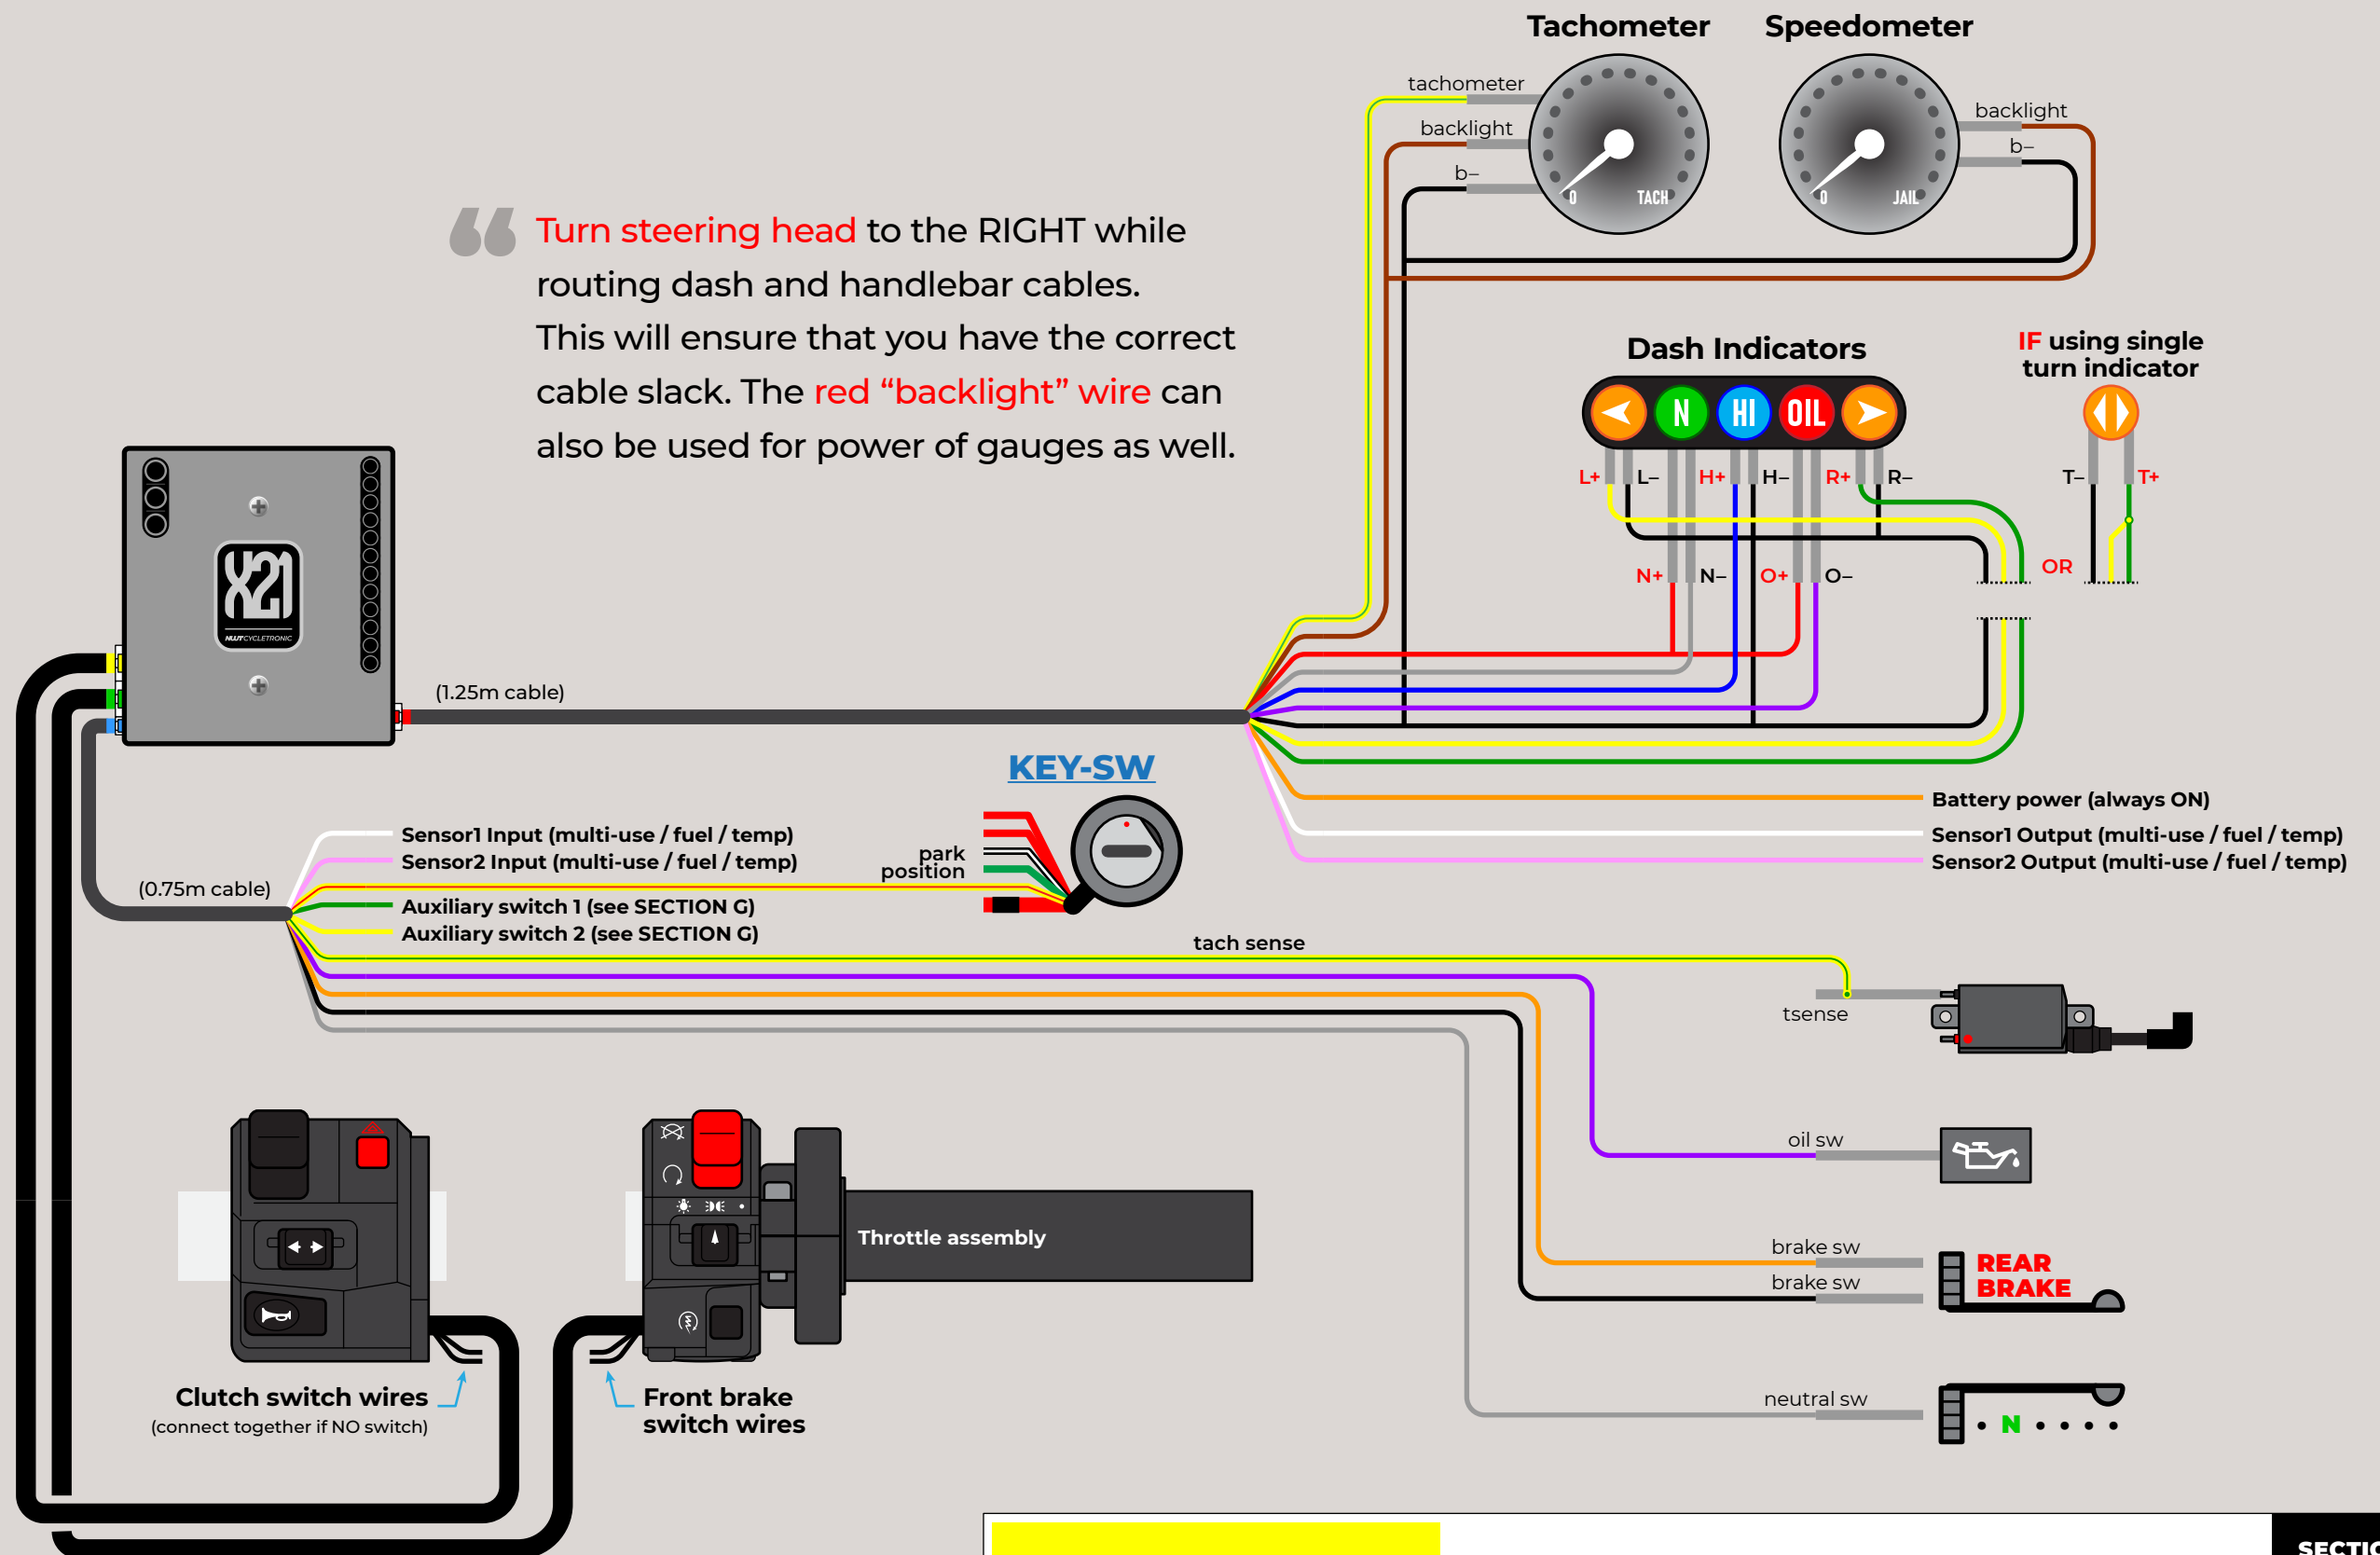 Tachometer
Speedometer
tachometer
backlight
b–
backlight
b–
0
TACH
0
JAIL
“Turn steering head to the RIGHT while
routing dash and handlebar cables.
This will ensure that you have the correct
cable slack. The red “backlight” wire can
also be used for power of gauges as well.
Dash Indicators
N
HI
OIL
IF using single
turn indicator
L+
L–
H+
H–
R+
R–
T–
T+
N+
N–
O+
O–
OR
X21
NWT CYCLETRONIC
(1.25m cable)
KEY-SW
Battery power (always ON)
Sensor1 Output (multi-use / fuel / temp)
Sensor2 Output (multi-use / fuel / temp)
Sensor1 Input (multi-use / fuel / temp)
Sensor2 Input (multi-use / fuel / temp)
park
position
(0.75m cable)
Auxiliary switch 1 (see SECTION G)
Auxiliary switch 2 (see SECTION G)
tach sense
tsense
oil sw
brake sw
brake sw
REAR
BRAKE
neutral sw
N
Throttle assembly
Clutch switch wires
(connect together if NO switch)
Front brake
switch wires